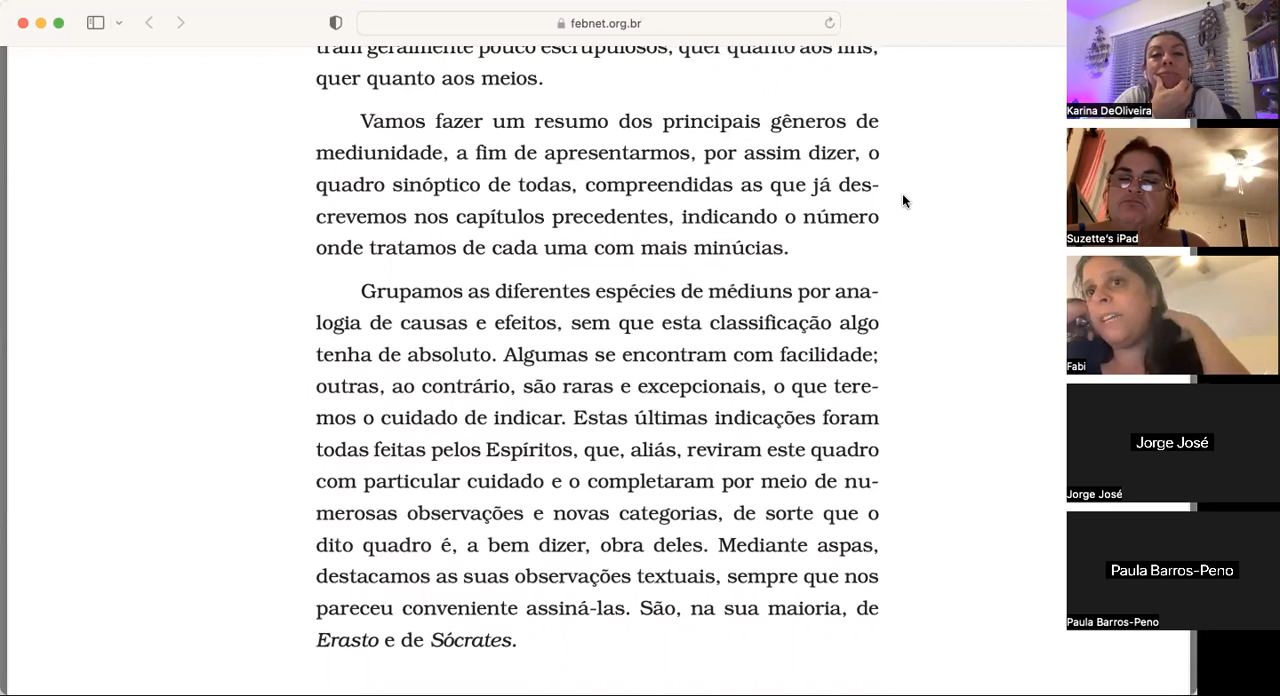 febnet.org.br
tram geralmente pouco escrupulosos, quer quanto aos fins,
quer quanto aos meios.
Vamos fazer um resumo dos principais gêneros de
mediunidade, a fim de apresentarmos, por assim dizer, o
quadro sinóptico de todas, compreendidas as que já des-
crevemos nos capítulos precedentes, indicando o número
onde tratamos de cada uma com mais minúcias.
Grupamos as diferentes espécies de médiuns por ana-
logia de causas e efeitos, sem que esta classificação algo
tenha de absoluto. Algumas se encontram com facilidade;
outras, ao contrário, são raras e excepcionais, o que tere-
mos o cuidado de indicar. Estas últimas indicações foram
todas feitas pelos Espíritos, que, aliás, reviram este quadro
com particular cuidado e o completaram por meio de nu-
merosas observações e novas categorias, de sorte que o
dito quadro é, a bem dizer, obra deles. Mediante aspas,
destacamos as suas observações textuais, sempre que nos
pareceu conveniente assiná-las. São, na sua maioria, de
Erasto e de Sócrates.
Karina DeOliveira
Suzette's iPad
Fabi
Jorge José
Jorge José
Paula Barros-Peno
Paula Barros-Peno